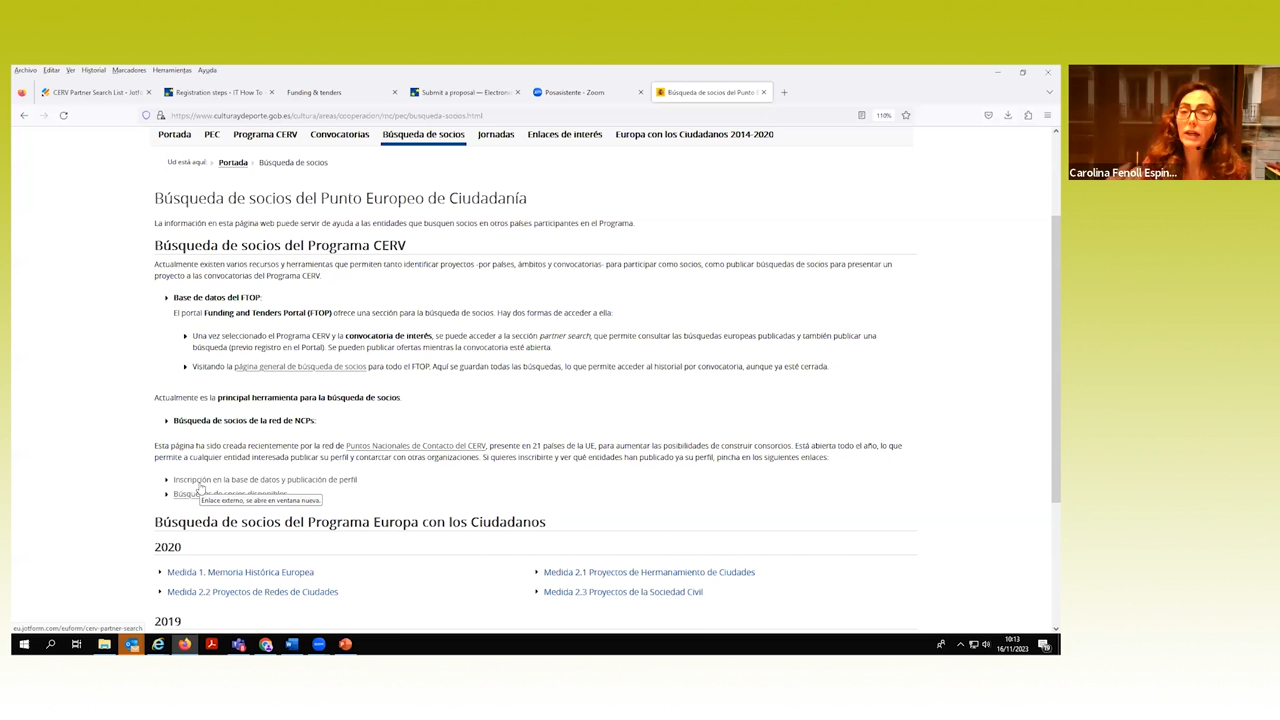 Archivo Editar Ver Historial Marcadores Herramientas Ayuda
CERV Partner Search List - Jotf
Registration steps - IT How To
Funding & tenders
Submit a proposal — Electroni
Posasistente - Zoom
Búsqueda de socios del Punto E
https://www.culturaydeporte.gob.es/cultura/areas/cooperacion/mc/pec/busqueda-socios.html
110%
Portada PEC Programa CERV Convocatorias Búsqueda de socios Jornadas Enlaces de interés Europa con los Ciudadanos 2014-2020
Ud está aquí: Portada Búsqueda de socios
Búsqueda de socios del Punto Europeo de Ciudadanía
La información en esta página web puede servir de ayuda a las entidades que busquen socios en otros países participantes en el Programa.
Búsqueda de socios del Programa CERV
Actualmente existen varios recursos y herramientas que permiten tanto identificar proyectos -por países, ámbitos y convocatorias- para participar como socios, como publicar búsquedas de socios para presentar un
proyecto a las convocatorias del Programa CERV.
Base de datos del FTOP:
El portal Funding and Tenders Portal (FTOP) ofrece una sección para la búsqueda de socios. Hay dos formas de acceder a ella:
Una vez seleccionado el Programa CERV y la convocatoria de interés, se puede acceder a la sección partner search, que permite consultar las búsquedas europeas publicadas y también publicar una
búsqueda (previo registro en el Portal). Se pueden publicar ofertas mientras la convocatoria esté abierta.
Visitando la página general de búsqueda de socios para todo el FTOP. Aquí se guardan todas las búsquedas, lo que permite acceder al historial por convocatoria, aunque ya esté cerrada.
Actualmente es la principal herramienta para la búsqueda de socios.
Búsqueda de socios de la red de NCPs:
Esta página ha sido creada recientemente por la red de Puntos Nacionales de Contacto del CERV, presente en 21 países de la UE, para aumentar las posibilidades de construir consorcios. Está abierta todo el año, lo que
permite a cualquier entidad interesada publicar su perfil y contarctar con otras organizaciones. Si quieres inscribirte y ver qué entidades han publicado ya su perfil, pincha en los siguientes enlaces:
Inscripción en la base de datos y publicación de perfil
Búsquedas de socios disponibles
Enlace externo, se abre en ventana nueva.
Búsqueda de socios del Programa Europa con los Ciudadanos
2020
Medida 1. Memoria Histórica Europea
Medida 2.1 Proyectos de Hermanamiento de Ciudades
Medida 2.2 Proyectos de Redes de Ciudades
Medida 2.3 Proyectos de la Sociedad Civil
2019
eu.jotform.com/euform/cerv-partner-search
10:13
16/11/2023
Carolina Fenoll Espin...